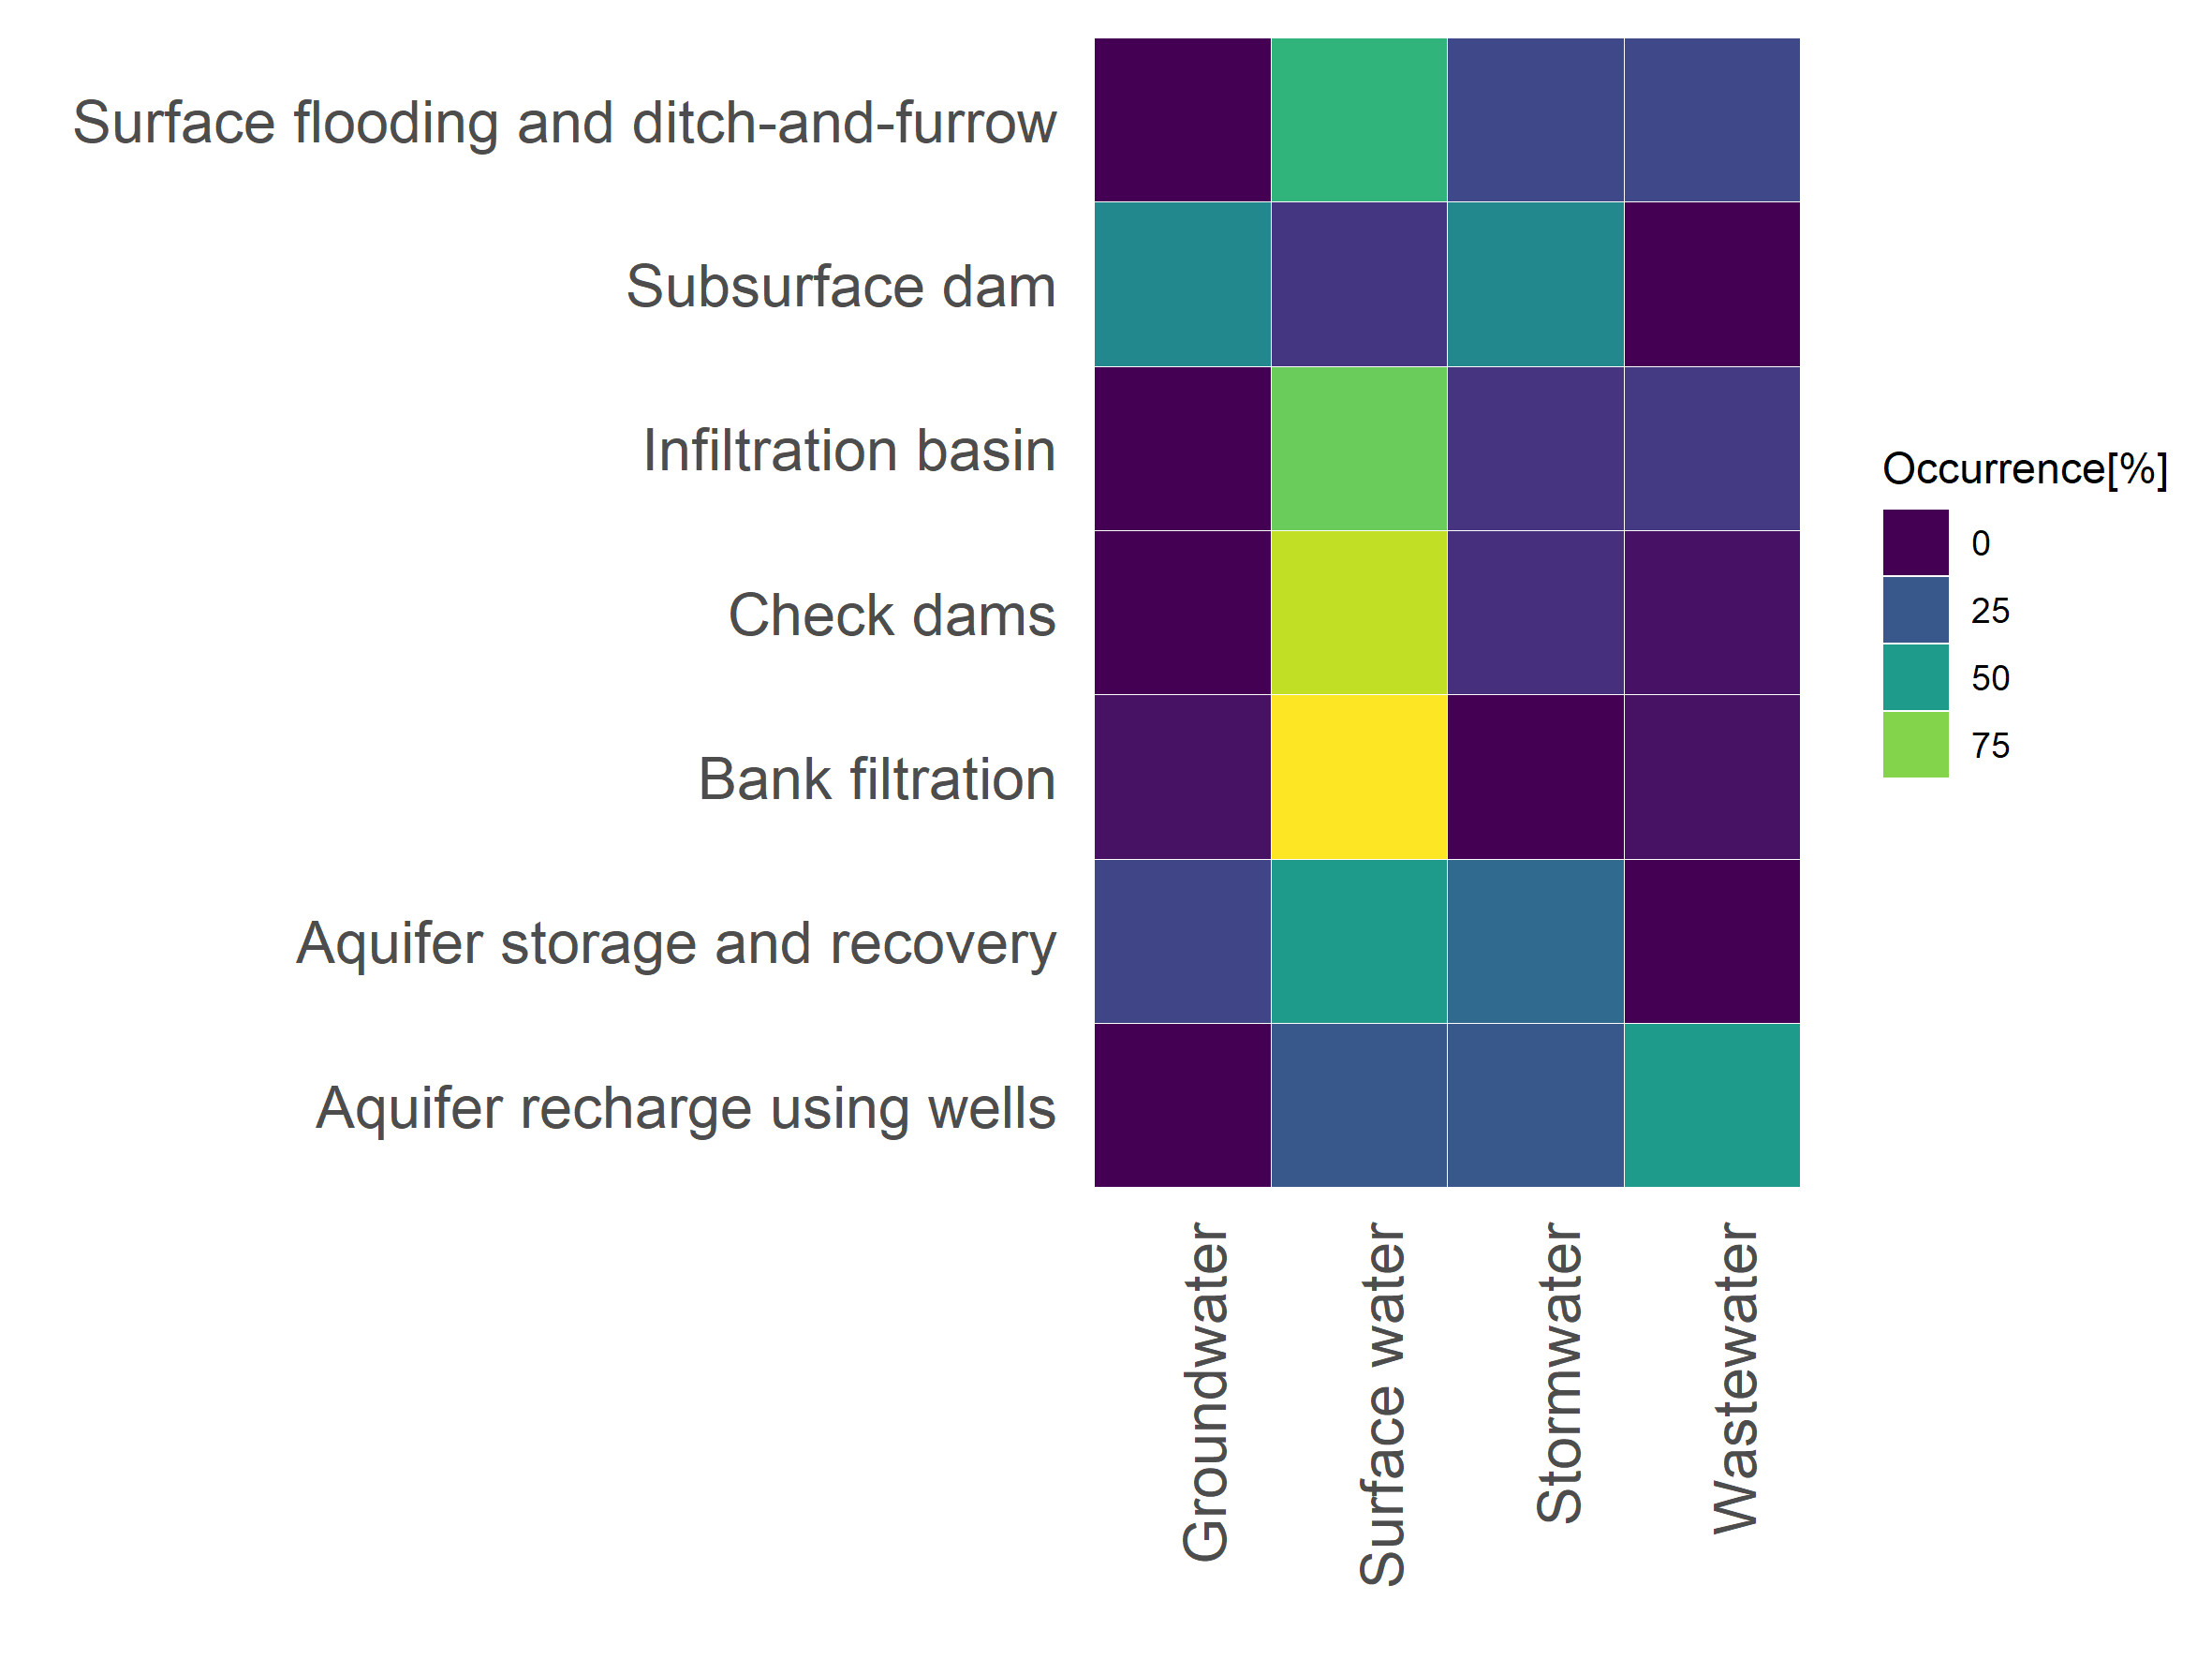 Surface flooding and ditch-and-furrow
Subsurface dam
Infiltration basin
Check dams
Bank filtration
Aquifer storage and recovery
Aquifer recharge using wells
Groundwater
Surface water
Stormwater
Wastewater
Occurrence[%]
0
25
50
75